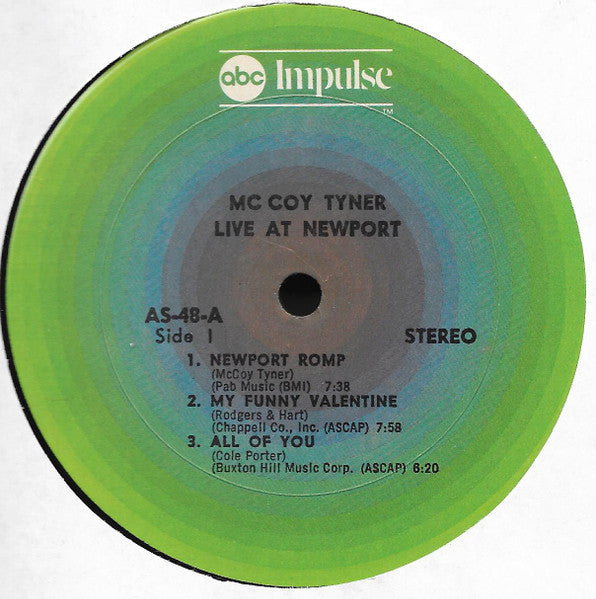 abc Impulse
TM
MC COY TYNER
LIVE AT NEWPORT
AS-48-A
Side 1
STEREO
1. NEWPORT ROMP
(McCoy Tyner)
(Pab Music (BMI) 7:38
2. MY FUNNY VALENTINE
(Rodgers & Hart)
(Chappell Co., Inc. (ASCAP) 7:58
3. ALL OF YOU
(Cole Porter)
(Buxton Hill Music Corp. (ASCAP) 6:20